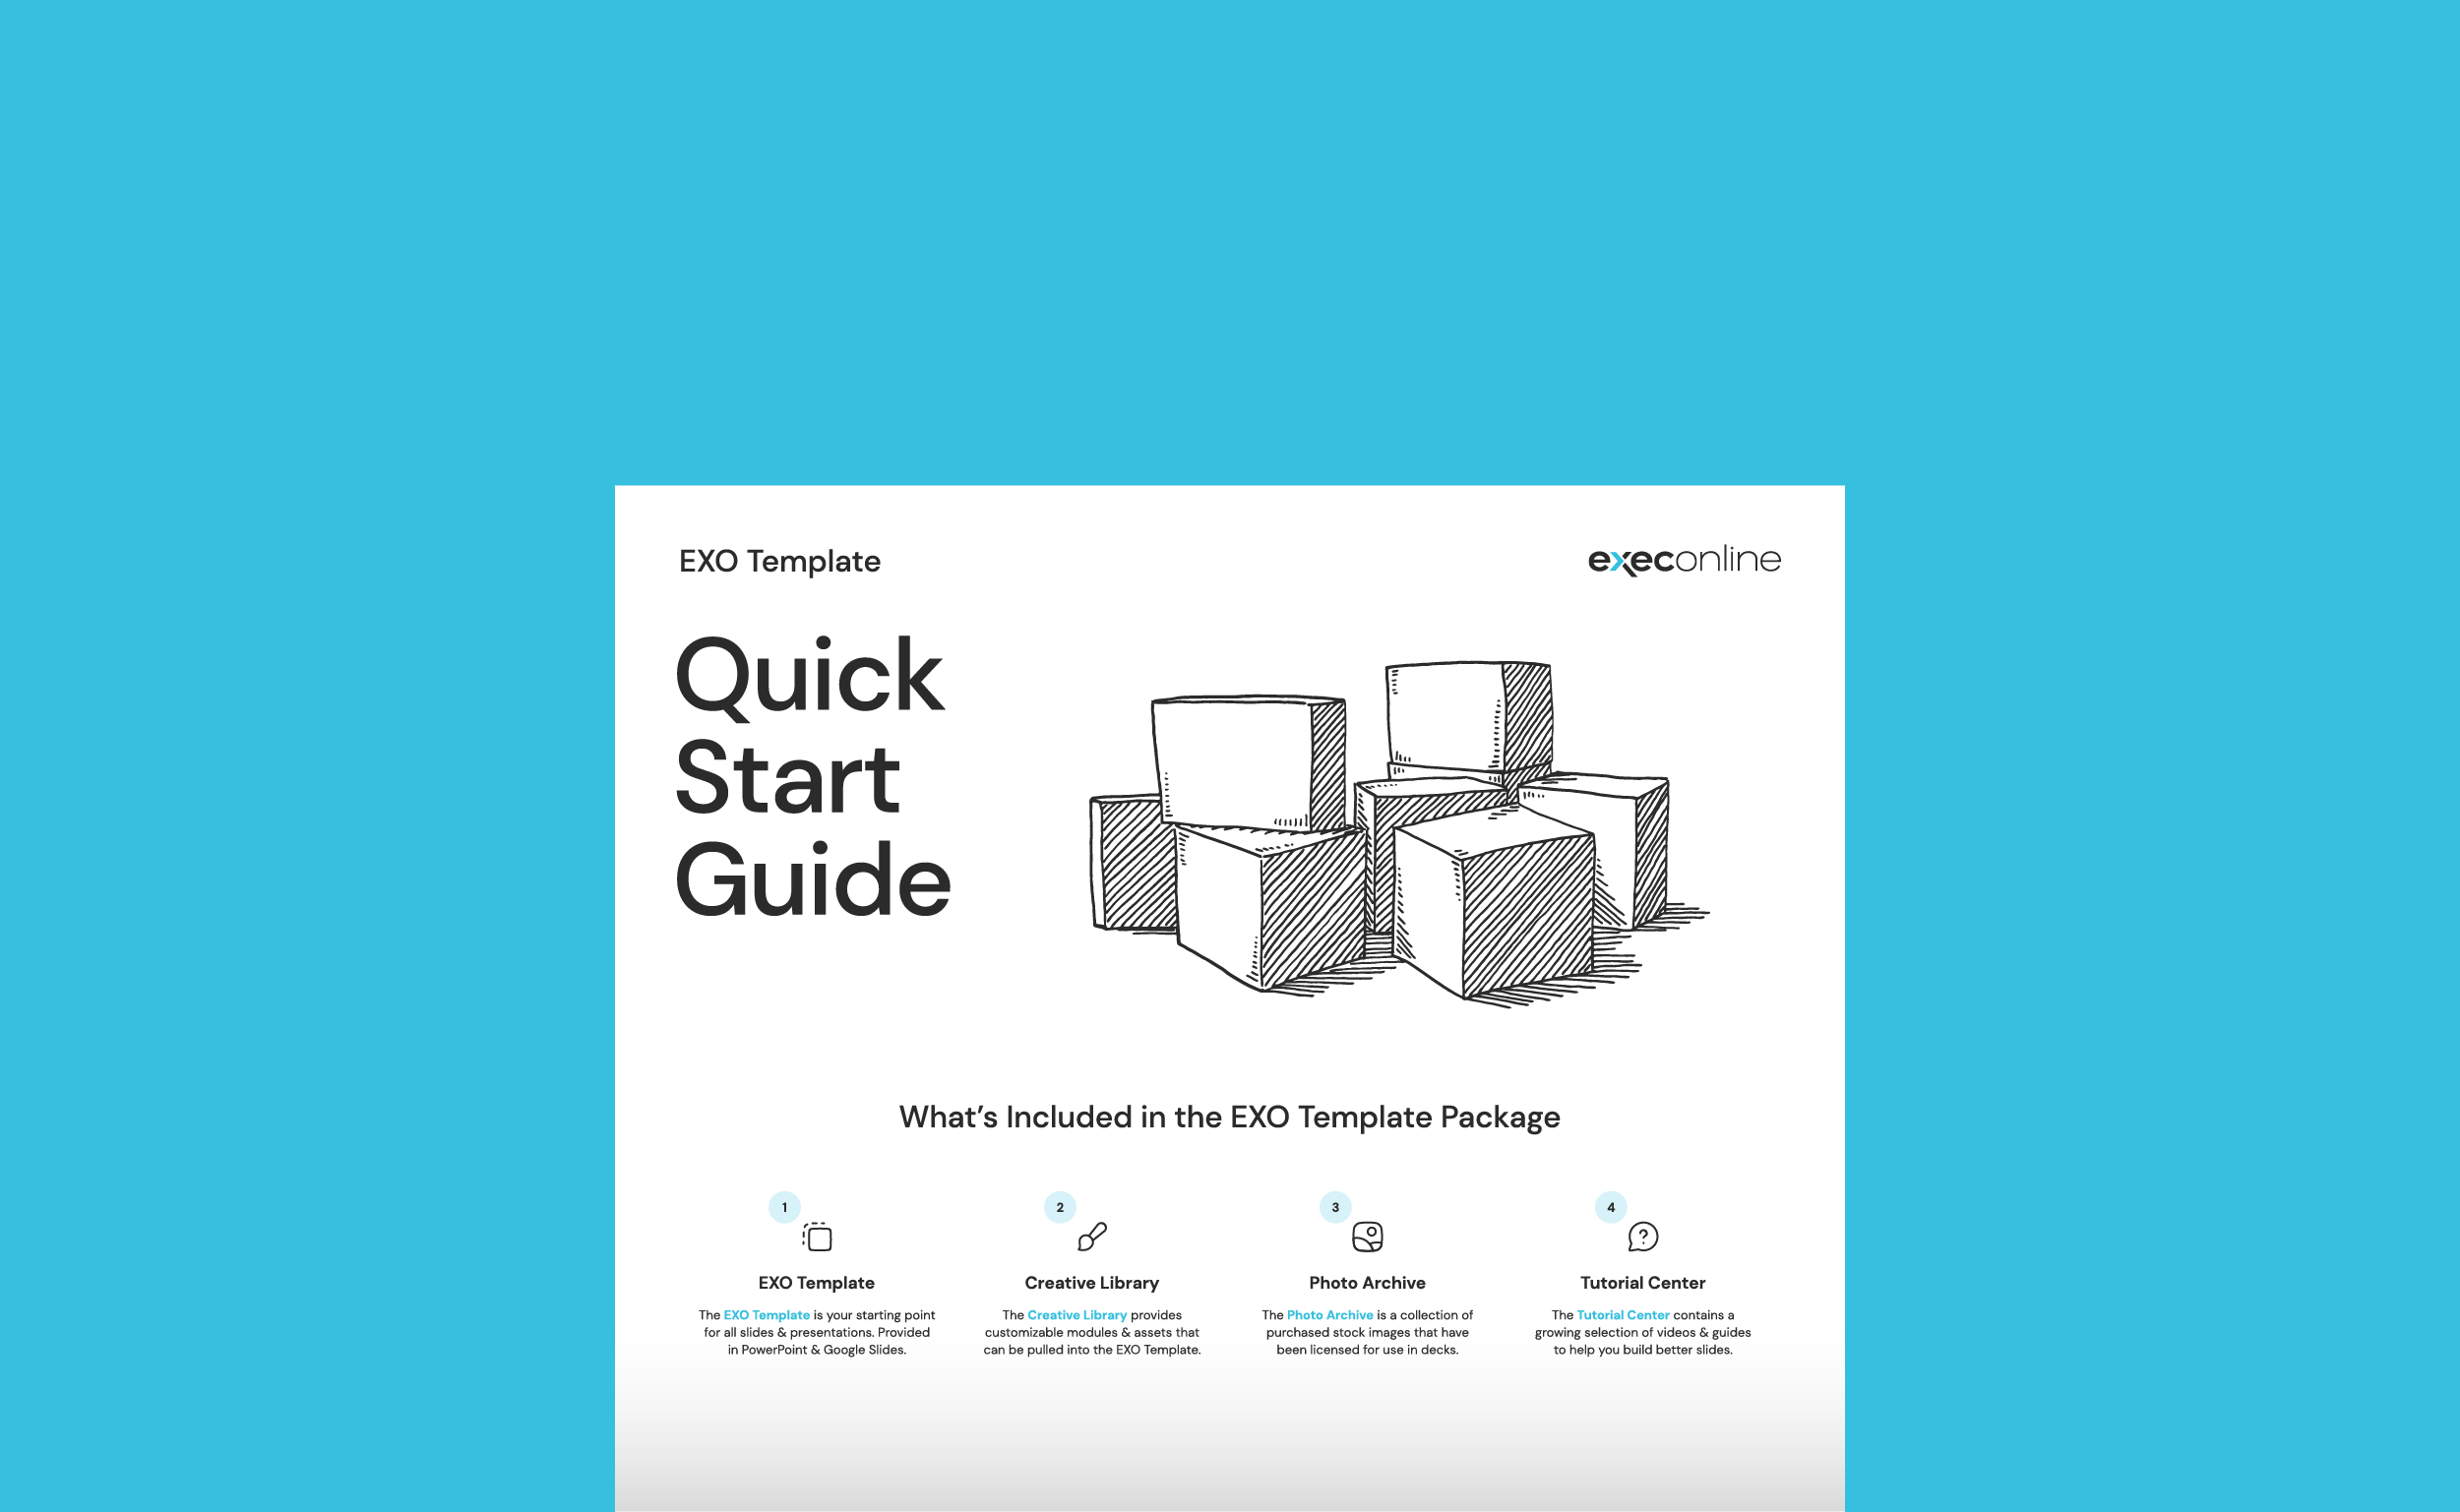 EXO Template
execonline
Quick
Start
Guide
What’s Included in the EXO Template Package
1
EXO Template
The EXO Template is your starting point
for all slides & presentations. Provided
in PowerPoint & Google Slides.
2
Creative Library
The Creative Library provides
customizable modules & assets that
can be pulled into the EXO Template.
3
Photo Archive
The Photo Archive is a collection of
purchased stock images that have
been licensed for use in decks.
4
Tutorial Center
The Tutorial Center contains a
growing selection of videos & guides
to help you build better slides.